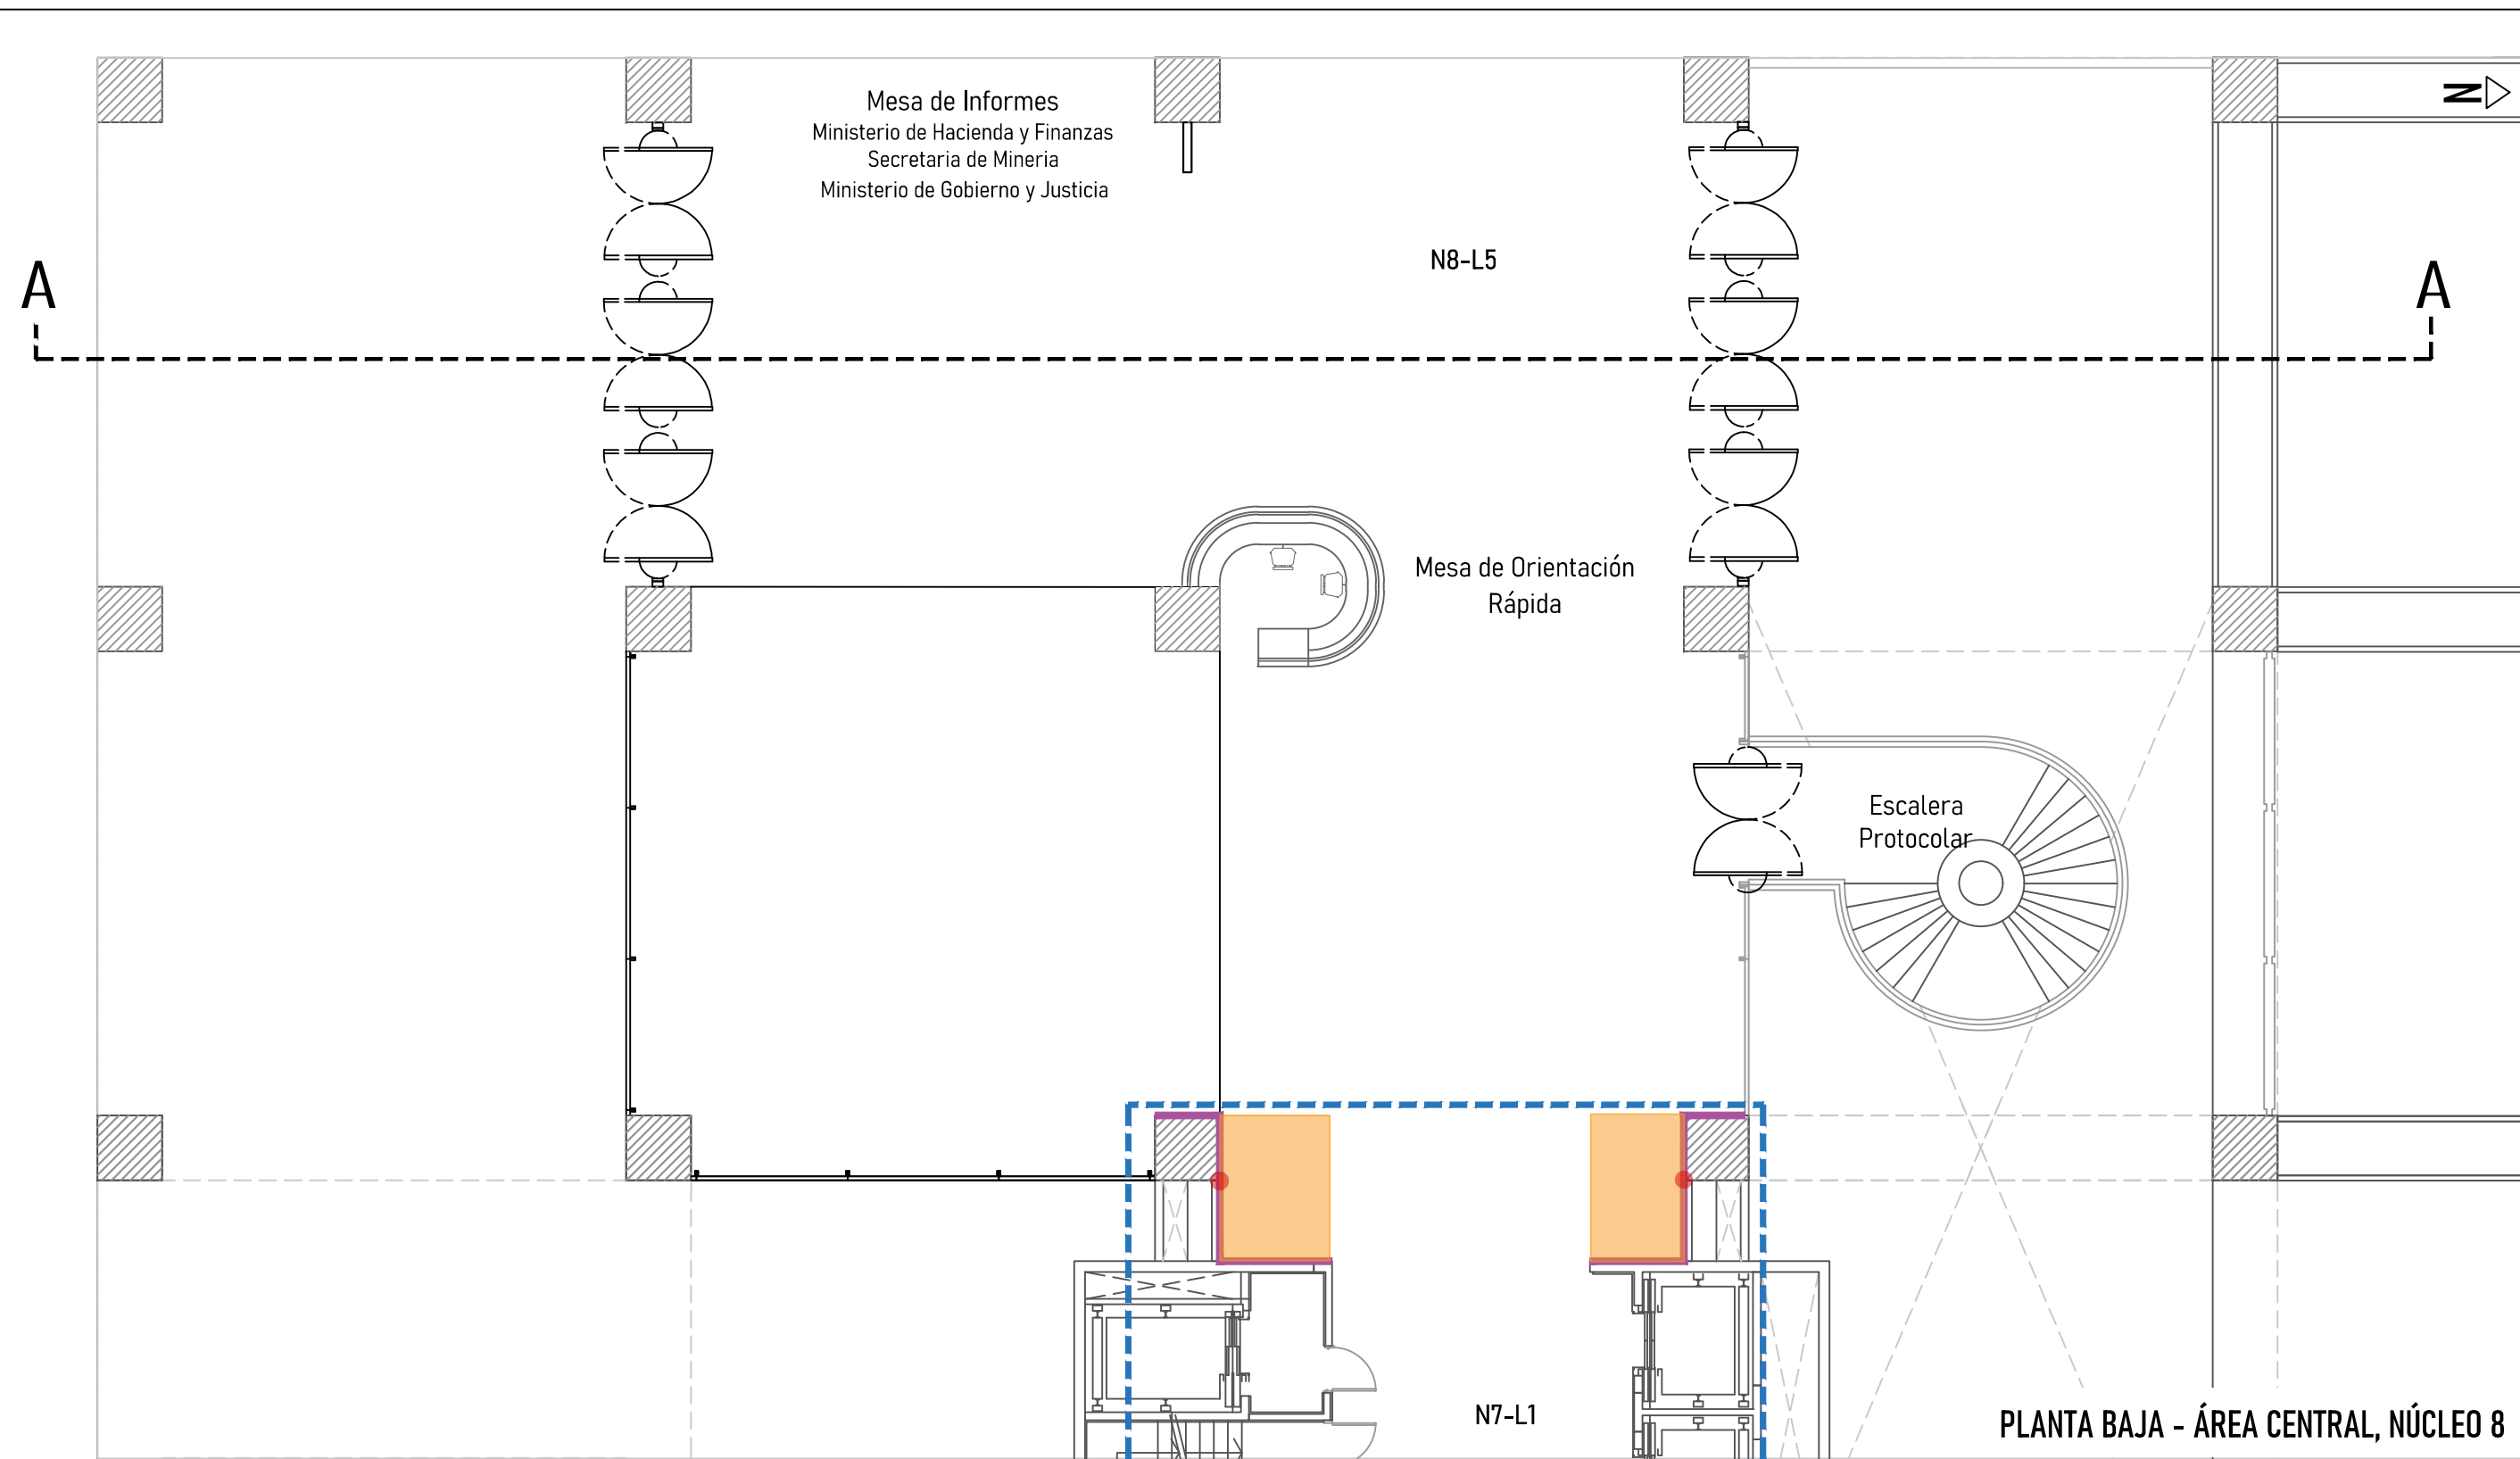 Mesa de Informes
Ministerio de Hacienda y Finanzas
Secretaria de Mineria
Ministerio de Gobierno y Justicia
N
N8-L5
A
A
Mesa de Orientación
Rápida
Escalera
Protocolar
N7-L1
PLANTA BAJA - ÁREA CENTRAL, NÚCLEO 8